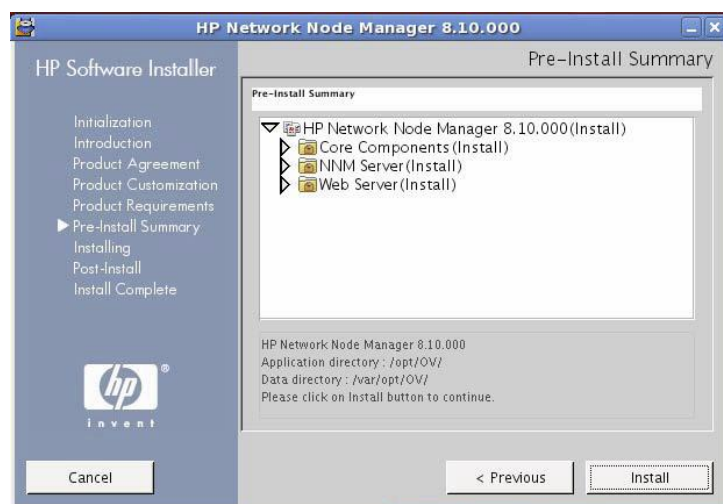 HP Network Node Manager 8.10.000
HP Software Installer
Initialization
Introduction
Product Agreement
Product Customization
Product Requirements
Pre-Install Summary
Installing
Post-Install
Install Complete
hp
®
invent
Pre-Install Summary
Pre-Install Summary
HP Network Node Manager 8.10.000(Install)
Core Components(Install)
NNM Server(Install)
Web Server(Install)
HP Network Node Manager 8.10.000
Application directory : /opt/OV/
Data directory : /var/opt/OV/
Please click on Install button to continue.
Cancel
< Previous
Install